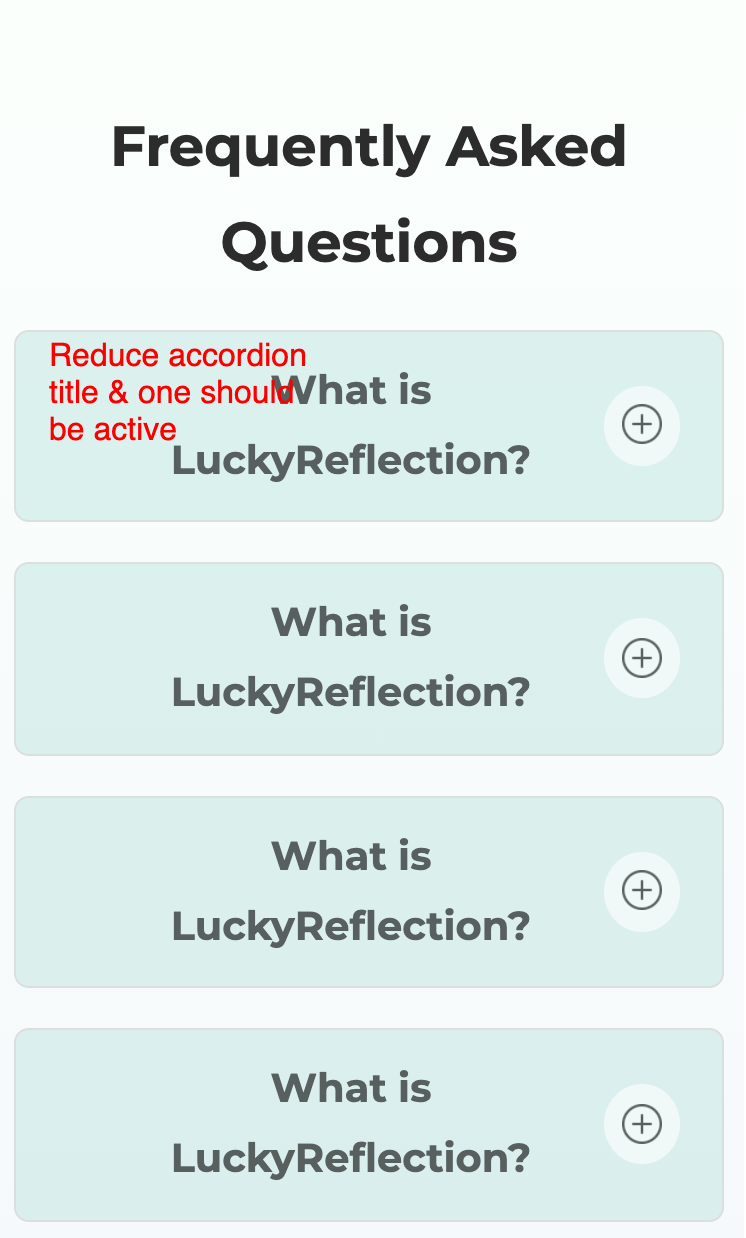 Frequently Asked
Questions
Reduce accordion
title & one should
be active
What is
LuckyReflection?
What is
LuckyReflection?
What is
LuckyReflection?
What is
LuckyReflection?